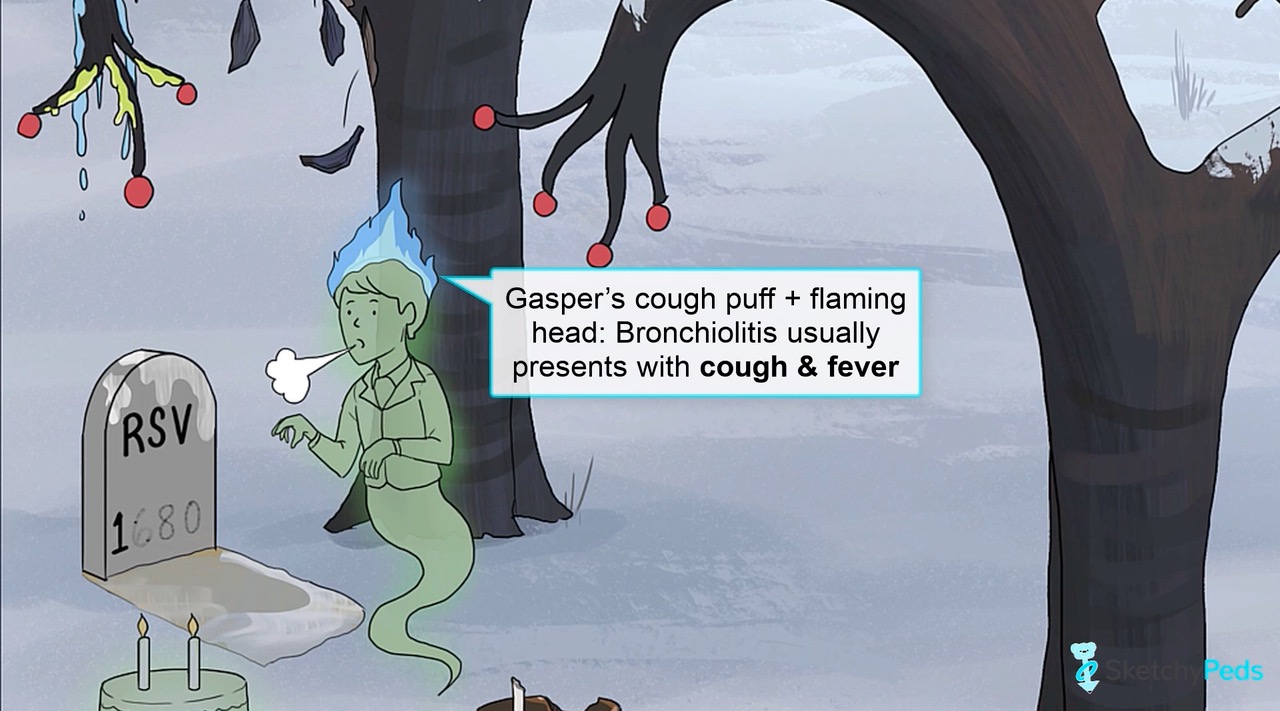 Gasper's cough puff + flaming
head: Bronchiolitis usually
presents with cough & fever
RSV
1680
SketchyPeds